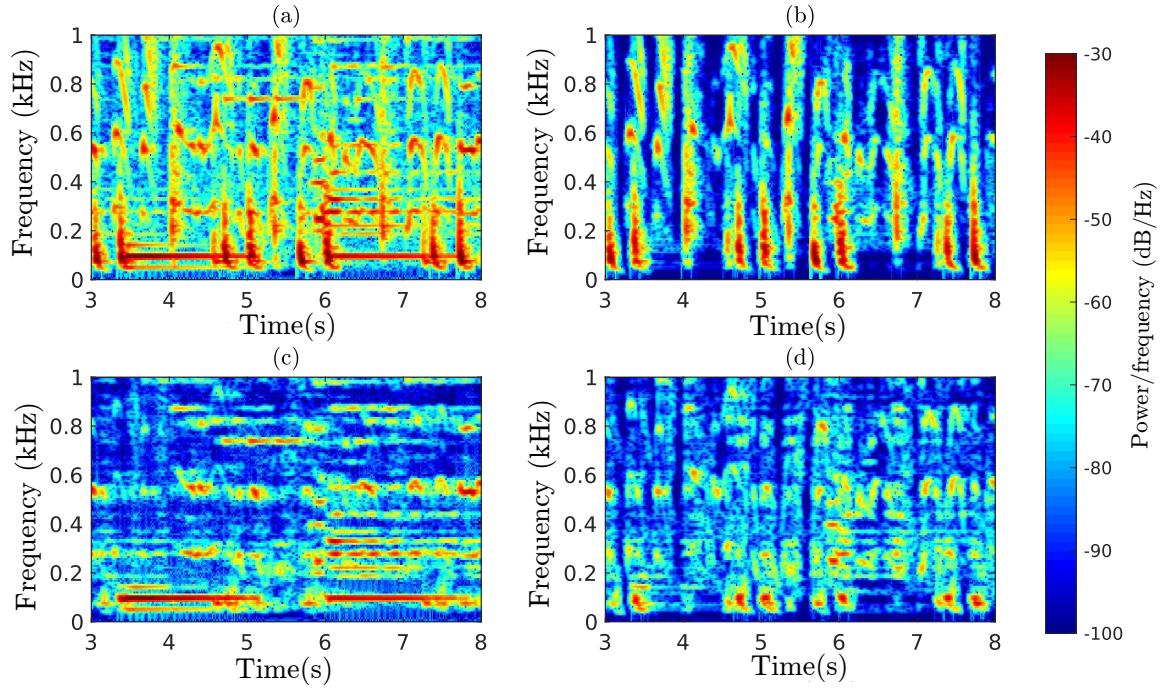 (a)
(b)
1
0.8
0.6
0.4
0.2
0
Frequency (kHz)
3 4 5 6 7 8
Time(s)
1
0.8
0.6
0.4
0.2
0
Frequency (kHz)
3 4 5 6 7 8
Time(s)
(c)
(d)
1
0.8
0.6
0.4
0.2
0
Frequency (kHz)
3 4 5 6 7 8
Time(s)
1
0.8
0.6
0.4
0.2
0
Frequency (kHz)
3 4 5 6 7 8
Time(s)
-30
-40
-50
-60
-70
-80
-90
-100
Power/frequency (dB/Hz)